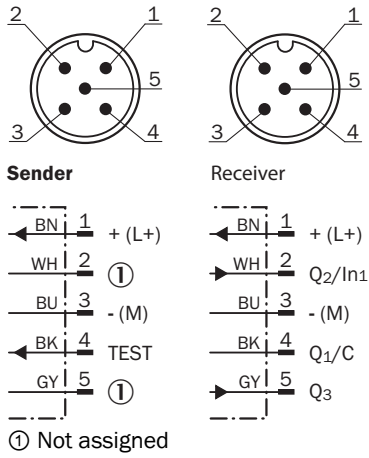 2 1 2 1
5 5
3 4 3 4
Sender Receiver
BN 1 + (L+) BN 1 + (L+)
WH 2 ① WH 2 Q2/In1
BU 3 - (M) BU 3 - (M)
BK 4 TEST BK 4 Q1/C
GY 5 ① GY 5 Q3
① Not assigned